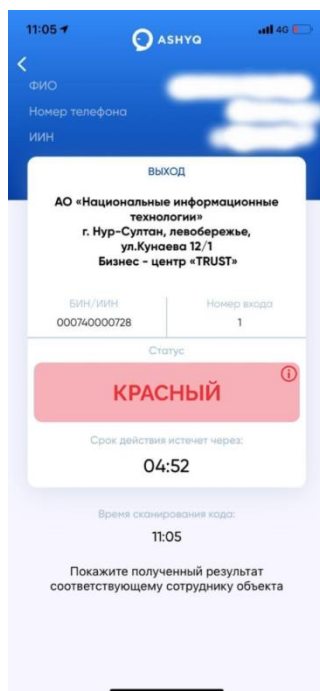 11:05
4G
ASHYQ
ФИО
Номер телефона
ИИН
ВЫХОД
АО «Национальные информационные
технологии»
г. Нур-Султан, левобережье,
ул.Кунаева 12/1
Бизнес - центр «TRUST»
БИН/ИИН
Номер входа
000740000728
1
Статус
КРАСНЫЙ
Срок действия истечет через:
04:52
Время сканирования кода:
11:05
Покажите полученный результат
соответствующему сотруднику объекта